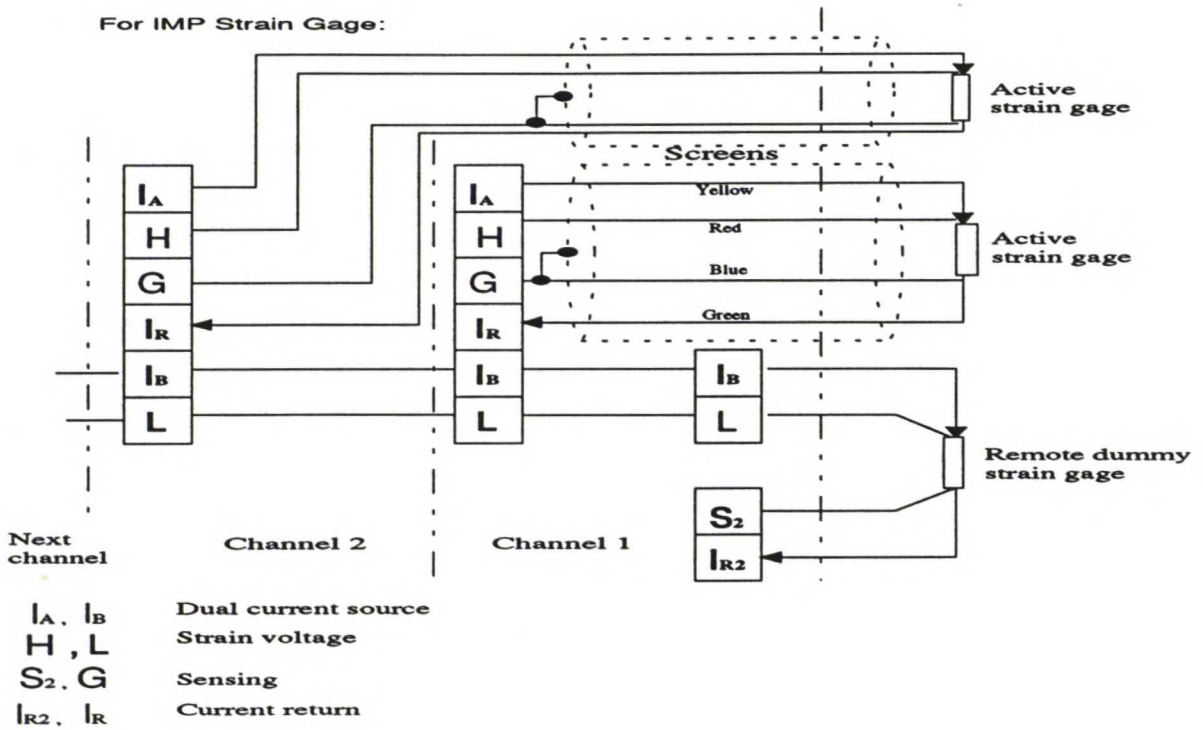 For IMP Strain Gage:
Active
strain gage
Screens
Yellow
Red
Blue
Green
Active
strain gage
IA
H
G
IR
IB
L
IA
H
G
IR
IB
L
IB
L
S2
IR2
Remote dummy
strain gage
Next
channel
Channel 2
Channel 1
IA, IB Dual current source
H, L Strain voltage
S2, G Sensing
IR2, IR Current return